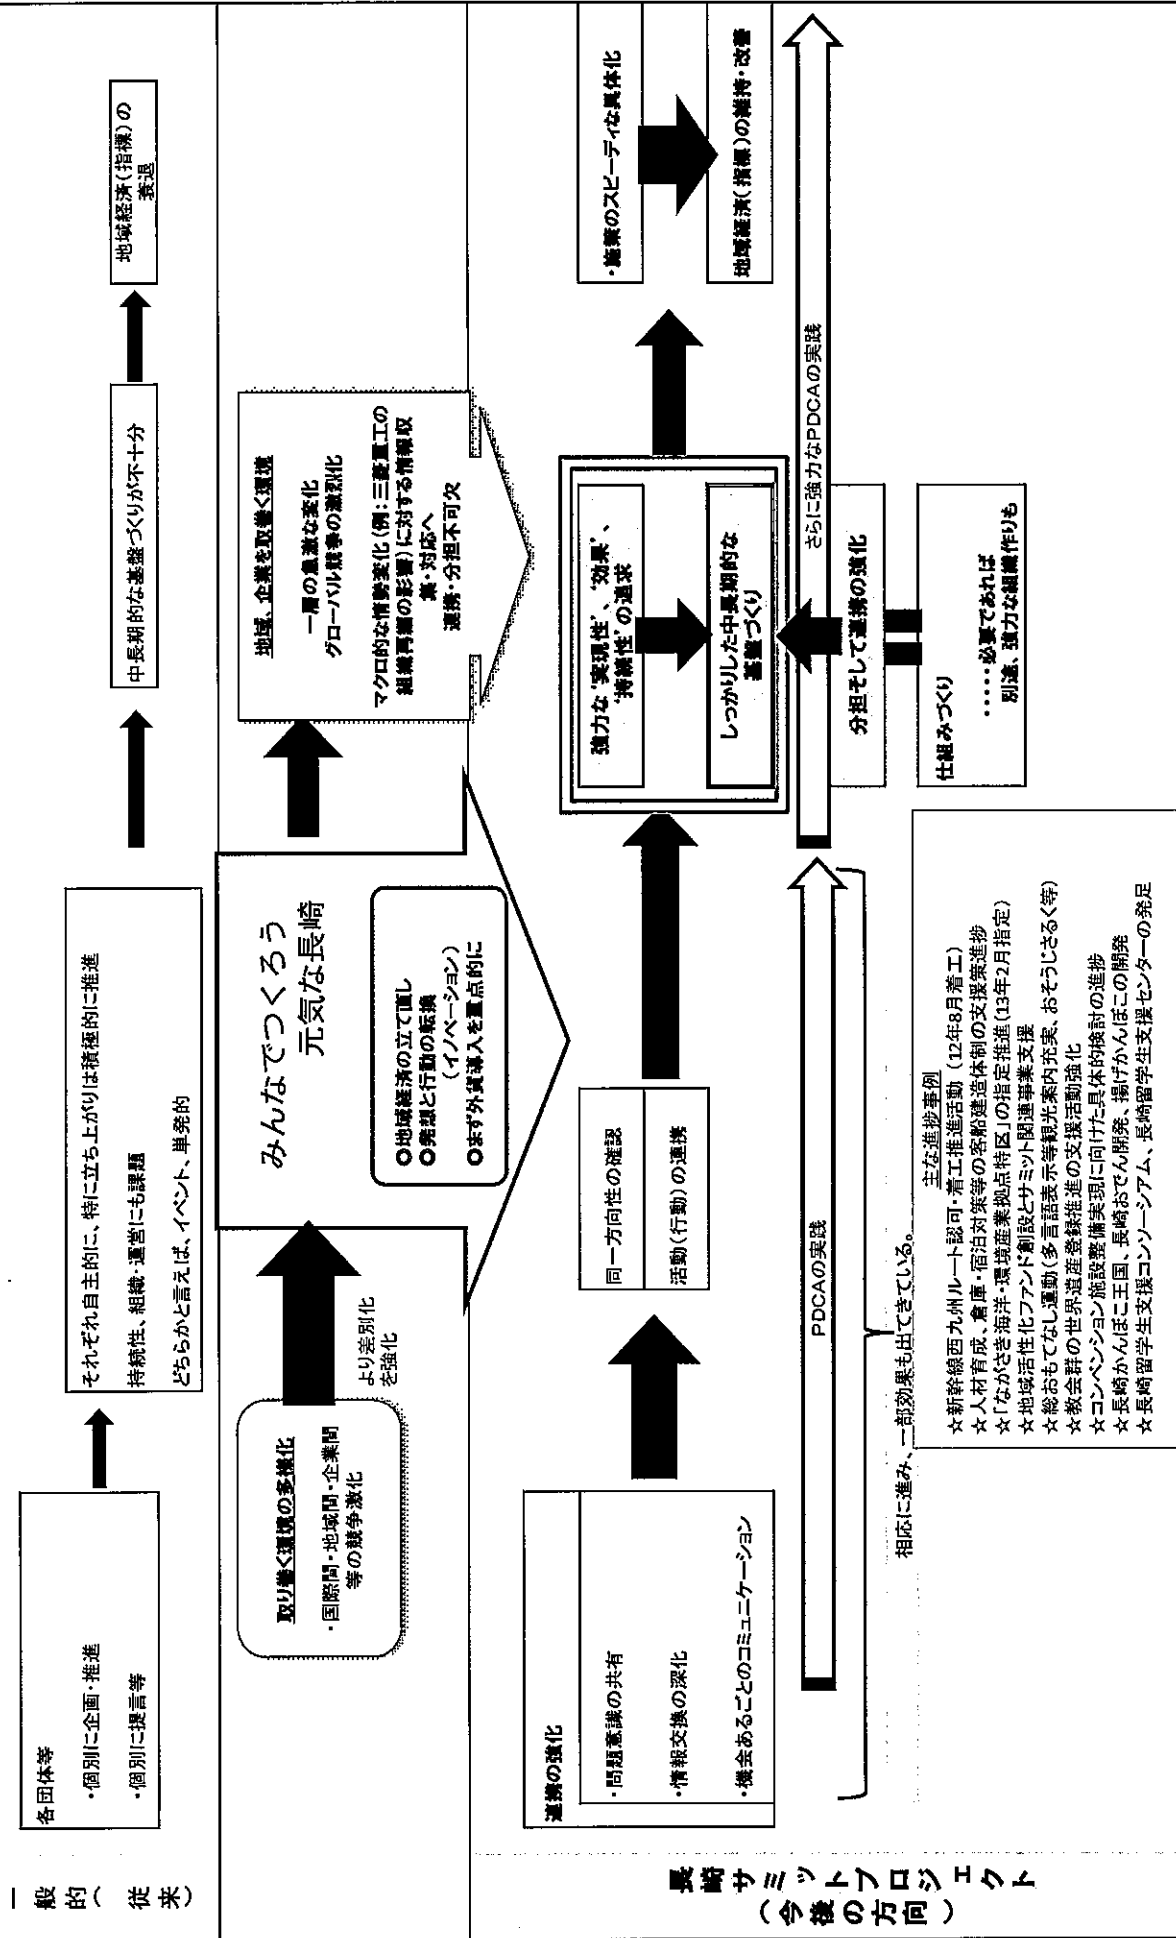 一般的(従来)
各団体等
・個別に企画・推進
・個別に提言等
それぞれ自主的に、特に立ち上がりは積極的に推進
持続性、組織・運営にも課題
どちらかと言えば、イベント、単発的
中長期的な基盤づくりが不十分
地域経済(指標)の
衰退
取り巻く環境の多様化
・国際間・地域間・企業間
等の競争激化
より差別化
を強化
みんなでつくろう
元気な長崎
○地域経済の立て直し
○発想と行動の転換
(イノベーション)
○まず外貨導入を重点的に
地域、企業を取巻く環境
一層の急激な変化
グローバル競争の激烈化
マクロ的な情勢変化(例:三菱重工の
組織再編の影響)に対する情報収
集・対応へ
連携・分担不可欠
長崎サミットプロジェクト
(今後の方向)
連携の強化
・問題意識の共有
・情報交換の深化
・機会あるごとのコミュニケーション
同一方向性の確認
活動(行動)の連携
強力な‘実現性’、‘効果’、
‘持続性’の追求
しっかりした中長期的な
基盤づくり
・施策のスピーディな具体化
地域経済(指標)の維持・改善
PDCAの実践
さらに強力なPDCAの実践
分担そして連携の強化
仕組みづくり
・・・・・必要であれば
別途、強力な組織作りも
相応に進み、一部効果も出てきている。
主な進捗事例
☆新幹線西九州ルート認可・着工推進活動 (12年8月着工)
☆人材育成、倉庫・宿泊対策等の客船建造体制の支援策進捗
☆「ながさき海洋・環境産業拠点特区」の指定推進(13年2月指定)
☆地域活性化ファンド創設とサミット関連事業支援
☆総おもてなし運動(多言語表示等観光案内充実、おそうじさるく等)
☆教会群の世界遺産登録推進の支援活動強化
☆コンベンション施設整備実現に向けた具体的検討の進捗
☆長崎かんぼこ王国、長崎おでん開発、揚げかんぼこの開発
☆長崎留学生支援コンソーシアム、長崎留学生支援センターの発足